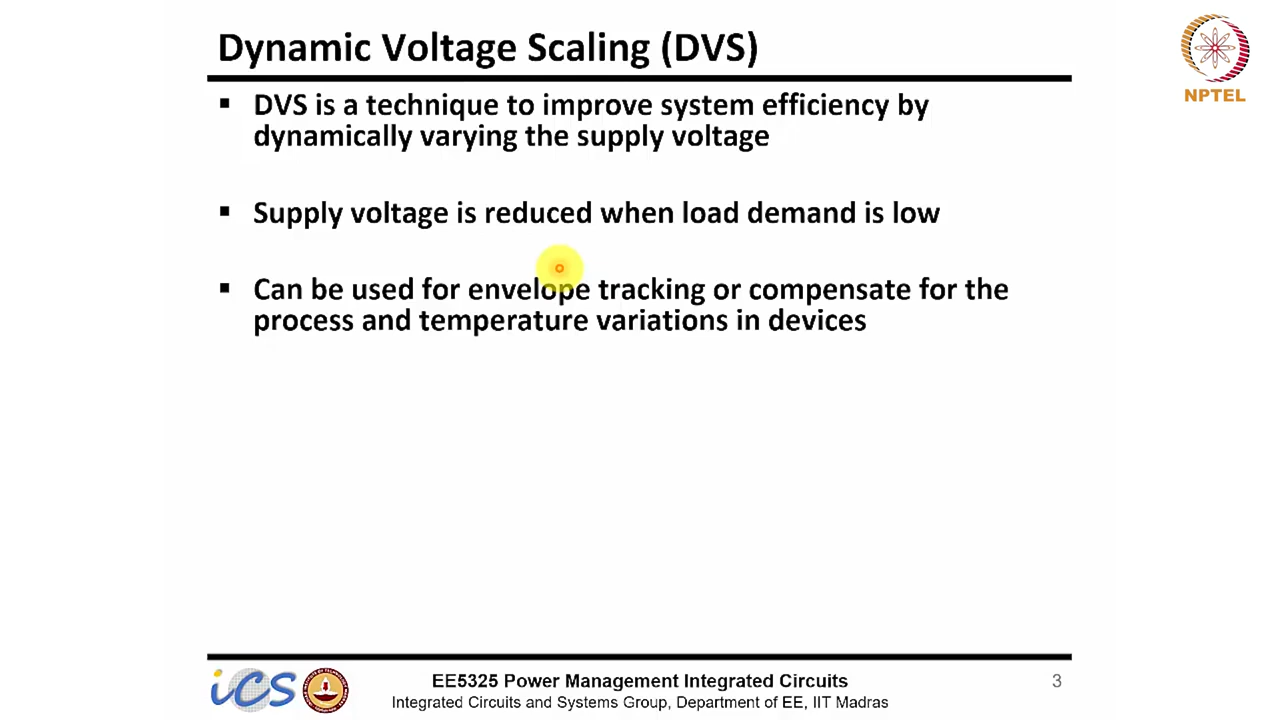 Dynamic Voltage Scaling (DVS)
NPTEL
▪ DVS is a technique to improve system efficiency by
dynamically varying the supply voltage
▪ Supply voltage is reduced when load demand is low
▪ Can be used for envelope tracking or compensate for the
process and temperature variations in devices
iCS
EE5325 Power Management Integrated Circuits
3
Integrated Circuits and Systems Group, Department of EE, IIT Madras